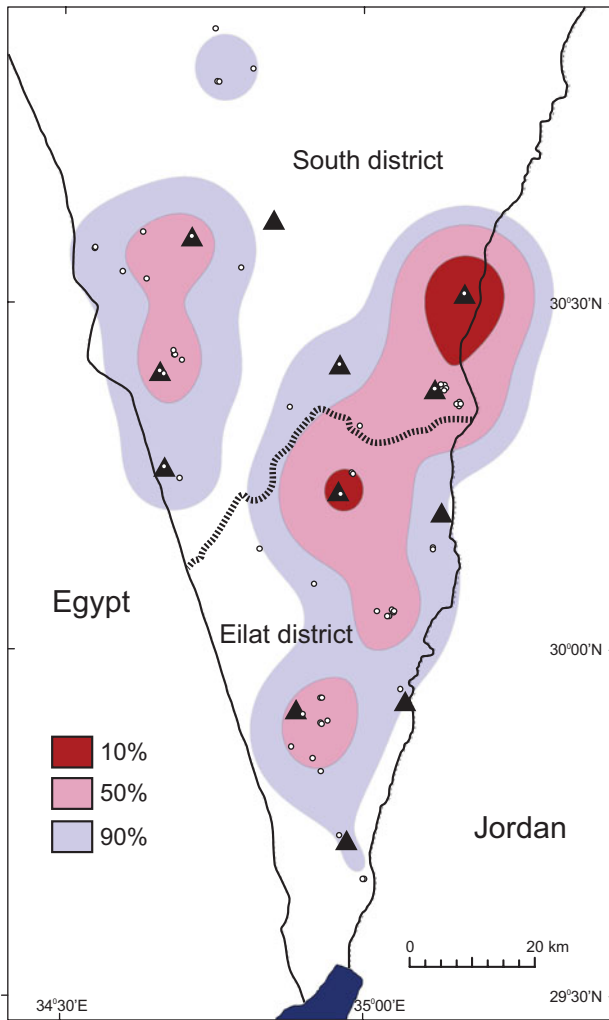 South district
30°30'N
Egypt
Eilat district
30°00'N
10%
50%
90%
Jordan
0 20 km
34°30'E
35°00'E
29°30'N